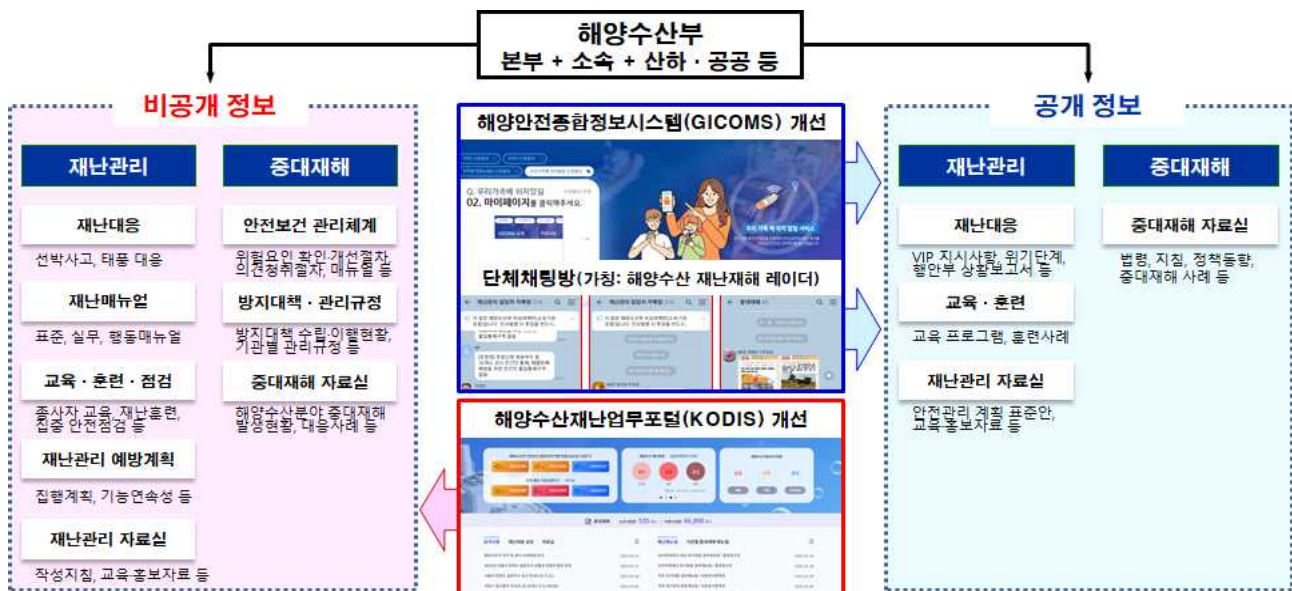 해양수산부
본부 + 소속 + 산하 · 공공 등
비공개 정보
재난관리
재난대응
선박사고, 태풍 대응
재난매뉴얼
표준, 실무, 행동매뉴얼
교육 · 훈련 · 점검
종사자 교육, 재난훈련,
집중 안전점검 등
재난관리 예방계획
집행계획, 기능연속성 등
재난관리 자료실
작성지침, 교육·홍보자료 등
중대재해
안전보건 관리체계
위험요인 확인·개선절차,
의견청취절차, 매뉴얼 등
방지대책 · 관리규정
방지대책 수립·이행현황,
기관별 관리규정 등
중대재해 자료실
해양수산분야 중대재해
발생현황, 대응사례 등
해양안전종합정보시스템(GICOMS) 개선
Q. 우리가족에 위치알림
02. 마이페이지를 클릭해주세요.
우리 가족에 위치 알림 서비스
단체채팅방(가칭: 해양수산 재난재해 레이더)
해양수산재난업무포털(KODIS) 개선
공개 정보
재난관리
재난대응
VIP 지시사항, 위기단계,
행안부 상황보고서 등
교육 · 훈련
교육 프로그램, 훈련사례
재난관리 자료실
안전관리 계획 표준안,
교육·홍보자료 등
중대재해
중대재해 자료실
법령, 지침, 정책동향,
중대재해 사례 등